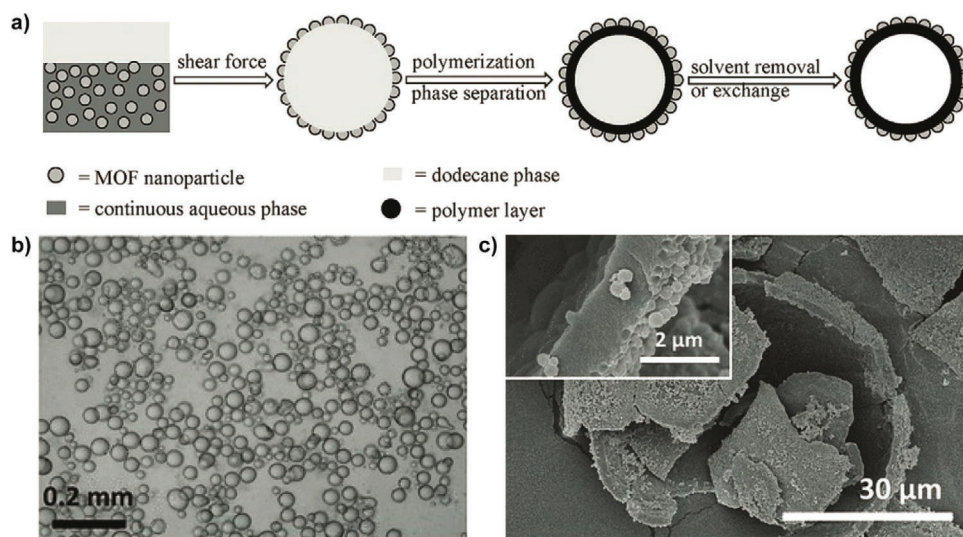 a)
shear force
polymerization
phase separation
solvent removal
or exchange
= MOF nanoparticle
= dodecane phase
= continuous aqueous phase
= polymer layer
b)
0.2 mm
c)
2 μm
30 μm